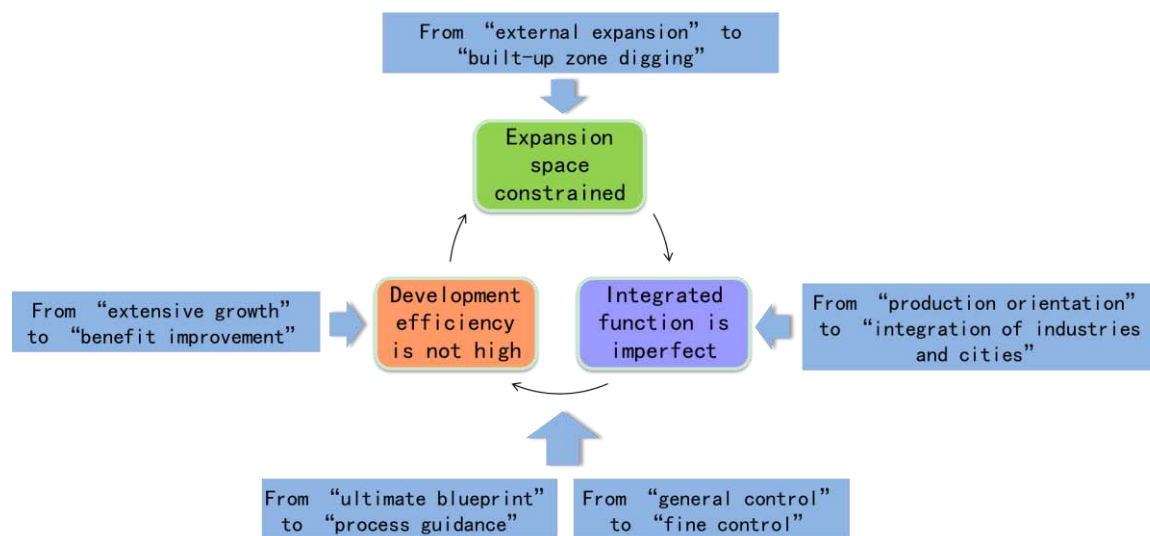 From “external expansion” to
“built-up zone digging”
Expansion
space
constrained
From “extensive growth”
to “benefit improvement”
Development
efficiency
is not high
Integrated
function is
imperfect
From “production orientation”
to “integration of industries
and cities”
From “ultimate blueprint”
to “process guidance”
From “general control”
to “fine control”